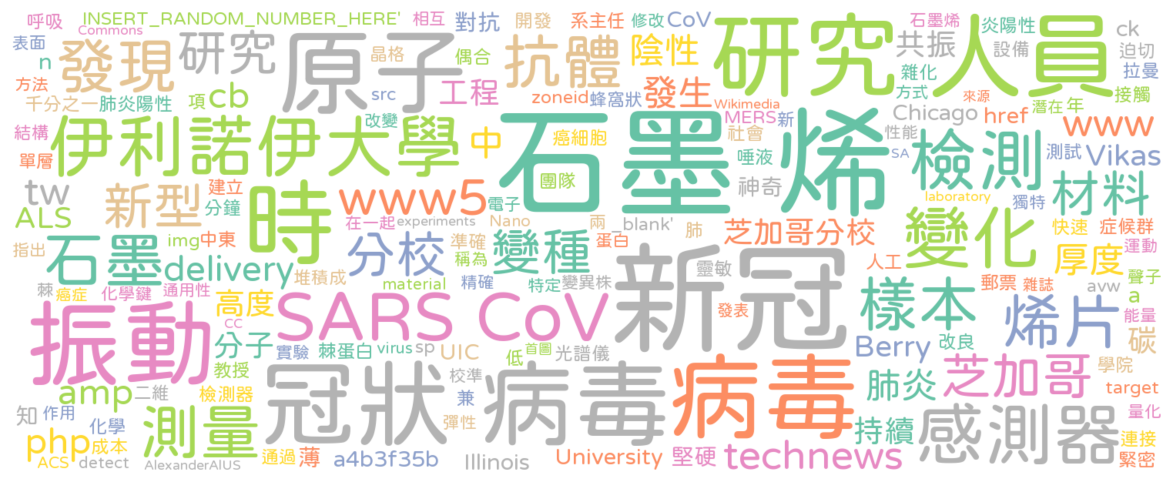 呼吸 INSERT_RANDOM_NUMBER_HERE' 相互 對抗 開發 系主任 修改 CoV 石墨烯 炎陽性 ck
Commons
表面 發現 研究 原子 晶格 偶合 抗體 陰性 研究人員 共振 設備 迫切
n 雜化 拉曼
方法 千分之一 肺炎陽性 項 cb src 工程 zoneid 蜂窩狀 發生 Wikimedia 方式 來源 接觸
MERS 新 Chicago 潛在 年 href
結構 伊利諾伊大學 改變 中 癌細胞 石墨烯 社會 性能 檢測 www
單層 唾液 SA 測試 Vikas
tw 新型 建立 時 www5 團隊 神奇 laboratory 材料
ALS 分鐘 在一起 電子 獨特
experiments Nano 兩 _blank' 肺 芝加哥分校 變化 快速 症候群
指出 石墨 img 中東 分校 準確 稱為 變種 蛋白 人工 厚度 運動
delivery 堆積成 靈敏 聲子
棘 癌症 化學鍵 通用性 material 精確 特定 變異株 新冠 樣本 郵票 雜誌 avw a
振動 高度 SARS CoV 發表 烯片 能量
cc 碳
分子 實驗 棘蛋白 virus sp UIC 低 首圖 光譜儀 Berry 改良
教授 學院
amp 二維 檢測器 冠狀 校準 病毒 病毒 肺炎 芝加哥 target
知 作用 兼 量化
化學 測量 彈性 持續 感測器
php 成本 連接
ACS detect AlexanderAIUS 通過 薄 a4b3f35b Illinois University 堅硬 technews 緊密